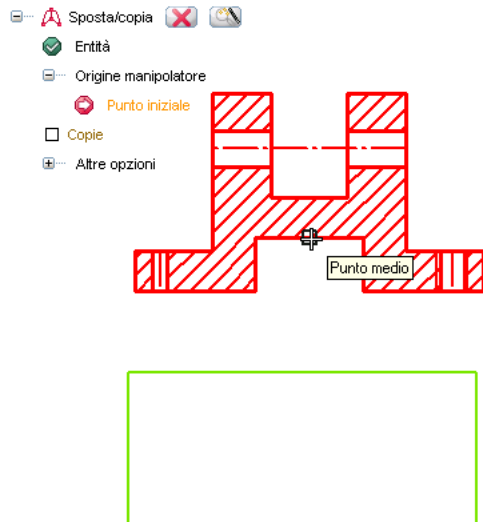 Sposta/copia
Entità
Origine manipolatore
Punto iniziale
Copie
Altre opzioni
Punto medio